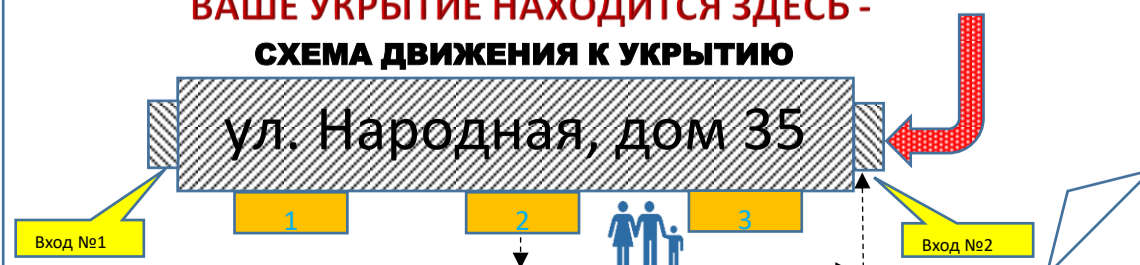 ВАШЕ УКРЫТИЕ НАХОДИТСЯ ЗДЕСЬ -
СХЕМА ДВИЖЕНИЯ К УКРЫТИЮ
ул. Народная, дом 35
1 2 3
Вход №1
Вход №2